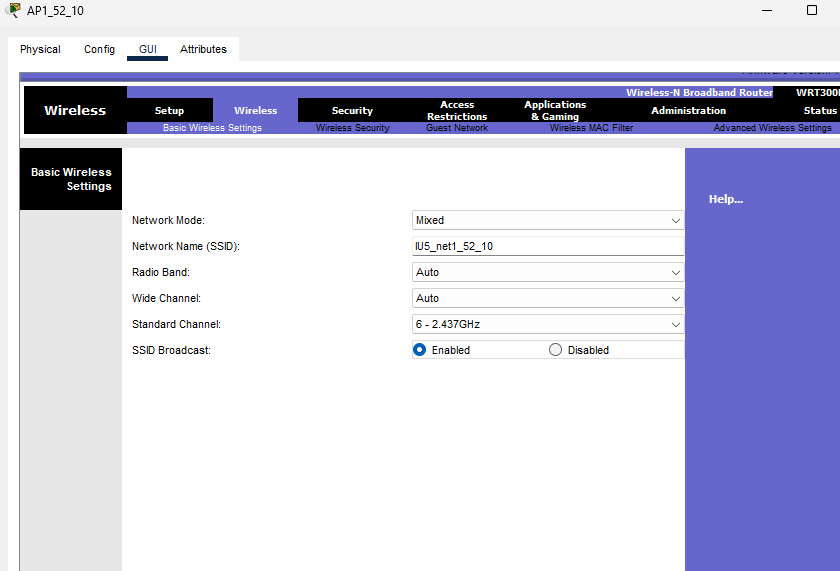 AP1_52_10
Physical Config GUI Attributes
Wireless-N Broadband Router WRT300
Wireless
Setup Wireless Security Access Restrictions Applications & Gaming Administration Status
Basic Wireless Settings Wireless Security Guest Network Wireless MAC Filter Advanced Wireless Settings
Basic Wireless
Settings
Help...
Network Mode: Mixed
Network Name (SSID): IU5_net1_52_10
Radio Band: Auto
Wide Channel: Auto
Standard Channel: 6 - 2.437GHz
SSID Broadcast: Enabled Disabled